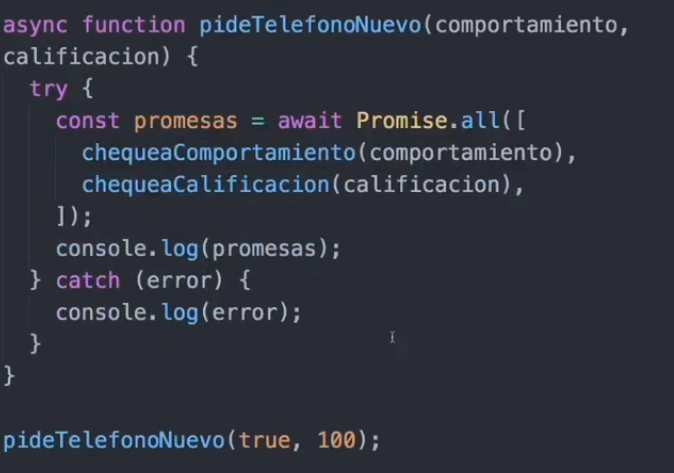 async function pideTelefonoNuevo(comportamiento,
calificacion) {
  try {
    const promesas = await Promise.all([
      chequeaComportamiento(comportamiento),
      chequeaCalificacion(calificacion),
    ]);
    console.log(promesas);
  } catch (error) {
    console.log(error);
  }
}

pideTelefonoNuevo(true, 100);